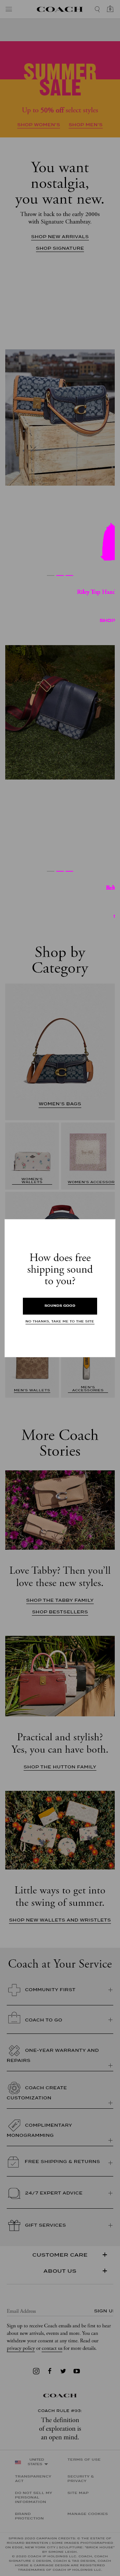 COACH
SUMMER
SALE
Up to 50% off select styles
SHOP WOMEN'S SHOP MEN'S
You want
nostalgia,
you want new.
Throw it back to the early 2000s
with Signature Chambray.
SHOP NEW ARRIVALS
SHOP SIGNATURE
Riley Top Hand
Shop by
Category
WOMEN'S BAGS
WOMEN'S
WALLETS
WOMEN'S ACCESSOR
How does free
shipping sound
to you?
SOUNDS GOOD
NO THANKS, TAKE ME TO THE SITE
MEN'S WALLETS
MEN'S
ACCESSORIES
More Coach
Stories
Love Tabby? Then you'll
love these new styles.
SHOP THE TABBY FAMILY
SHOP BESTSELLERS
Practical and stylish?
Yes, you can have both.
SHOP THE HUTTON FAMILY
Little ways to get into
the swing of summer.
SHOP NEW WALLETS AND WRISTLETS
Coach at Your Service
COMMUNITY FIRST
COACH TO GO
ONE-YEAR WARRANTY AND
REPAIRS
COACH CREATE
CUSTOMIZATION
COMPLIMENTARY
MONOGRAMMING
FREE SHIPPING & RETURNS
24/7 EXPERT ADVICE
GIFT SERVICES
CUSTOMER CARE +
ABOUT US +
Email Address SIGN U
Sign up to receive Coach emails and be first to hear
about new arrivals, events and more. You can
withdraw your consent at any time. Read our
privacy policy or contact us for more details.
COACH
The definition
of exploration is
an open mind.
UNITED
STATES
TERMS OF USE
TRANSPARENCY
ACT
SECURITY &
PRIVACY
DO NOT SELL MY
PERSONAL
INFORMATION
SITE MAP
BRAND
PROTECTION
MANAGE COOKIES